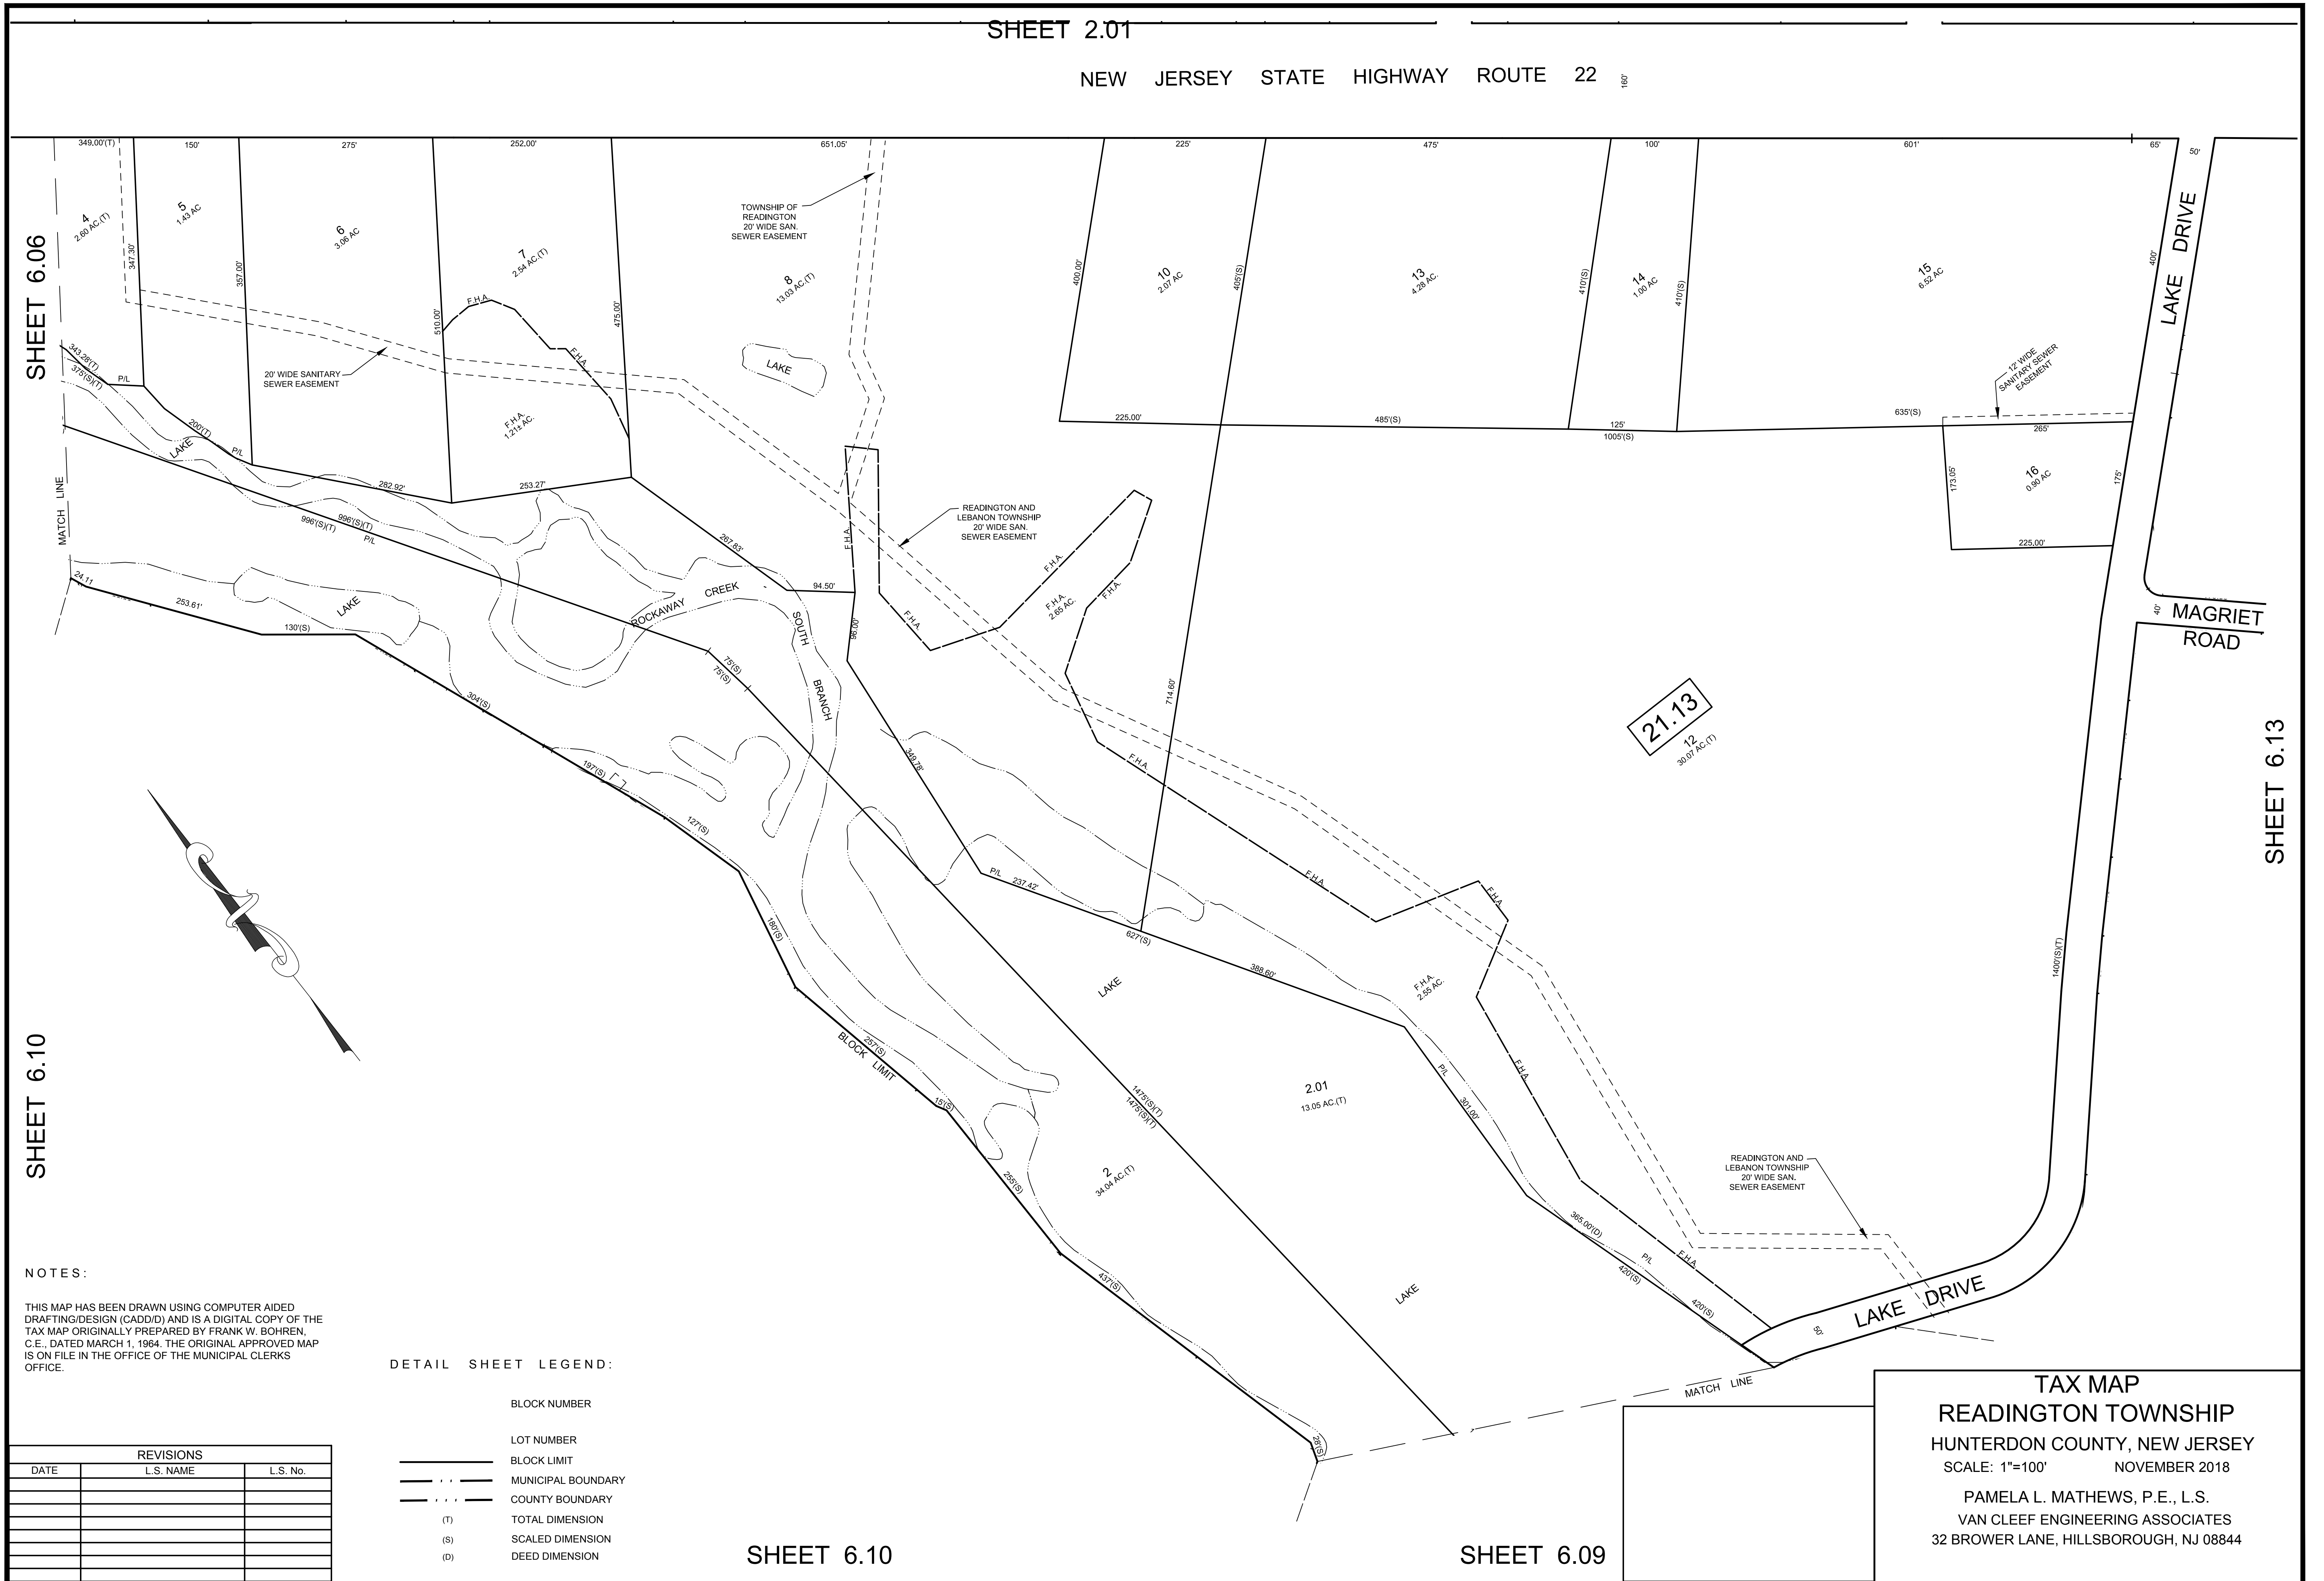 SHEET 2.01
NEW JERSEY STATE HIGHWAY ROUTE 22
160'
349.00'(T)
150'
275'
252.00'
651.05'
225'
475'
100'
601'
65'
50'
SHEET 6.06
4
2.60 AC.(T)
347.30'
5
1.43 AC
357.00'
6
3.06 AC
510.00'
7
2.54 AC.(T)
475.00'
TOWNSHIP OF
READINGTON
20' WIDE SAN.
SEWER EASEMENT
8
13.03 AC.(T)
LAKE
400.00'
10
2.07 AC
405'(S)
13
4.28 AC.
410'(S)
14
1.00 AC
410'(S)
15
6.52 AC
400'
LAKE DRIVE
12' WIDE
SANITARY SEWER
EASEMENT
343.28'(T)
375'(S)(T)
P/L
200'(T)
LAKE
P/L
20' WIDE SANITARY
SEWER EASEMENT
F.H.A.
F.H.A.
F.H.A.
1.21± AC.
225.00'
485'(S)
125'
1005'(S)
635'(S)
265'
173.05'
16
0.90 AC
175'
225.00'
MATCH LINE
282.92'
253.27'
996'(S)(T)
996'(S)(T)
P/L
267.83'
94.50'
F.H.A.
READINGTON AND
LEBANON TOWNSHIP
20' WIDE SAN.
SEWER EASEMENT
F.H.A.
F.H.A.
2.65 AC.
F.H.A.
F.H.A.
24.11
253.61'
130'(S)
LAKE
ROCKAWAY CREEK
SOUTH
BRANCH
96.00'
75'(S)
75'(S)
304'(S)
197'(S)
127'(S)
180'(S)
349.78'
714.60'
F.H.A.
40'
MAGRIET
ROAD
21.13
12
30.07 AC.(T)
SHEET 6.13
P/L
237.42'
627'(S)
388.60'
LAKE
F.H.A.
F.H.A.
F.H.A.
2.55 AC.
F.H.A.
1400'(S)(T)
SHEET 6.10
257'(S)
BLOCK LIMIT
15'(S)
255'(S)
437'(S)
28'(S)
1475'(S)(T)
1475'(S)(T)
2.01
13.05 AC.(T)
2
34.04 AC.(T)
LAKE
P/L
301.00'
365.00'(D)
P/L
420'(S)
420'(S)
F.H.A.
READINGTON AND
LEBANON TOWNSHIP
20' WIDE SAN.
SEWER EASEMENT
50'
LAKE DRIVE
MATCH LINE
NOTES:
THIS MAP HAS BEEN DRAWN USING COMPUTER AIDED
DRAFTING/DESIGN (CADD/D) AND IS A DIGITAL COPY OF THE
TAX MAP ORIGINALLY PREPARED BY FRANK W. BOHREN,
C.E., DATED MARCH 1, 1964. THE ORIGINAL APPROVED MAP
IS ON FILE IN THE OFFICE OF THE MUNICIPAL CLERKS
OFFICE.
DETAIL SHEET LEGEND:
BLOCK NUMBER
LOT NUMBER
BLOCK LIMIT
MUNICIPAL BOUNDARY
COUNTY BOUNDARY
(T) TOTAL DIMENSION
(S) SCALED DIMENSION
(D) DEED DIMENSION
REVISIONS
DATE L.S. NAME L.S. No.
SHEET 6.10
SHEET 6.09
TAX MAP
READINGTON TOWNSHIP
HUNTERDON COUNTY, NEW JERSEY
SCALE: 1"=100' NOVEMBER 2018
PAMELA L. MATHEWS, P.E., L.S.
VAN CLEEF ENGINEERING ASSOCIATES
32 BROWER LANE, HILLSBOROUGH, NJ 08844